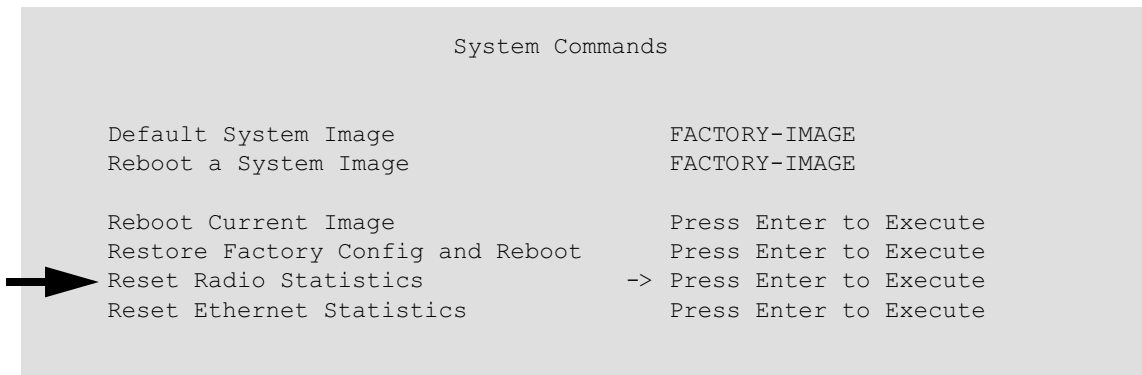 System Commands
Default System Image FACTORY-IMAGE
Reboot a System Image FACTORY-IMAGE
Reboot Current Image Press Enter to Execute
Restore Factory Config and Reboot Press Enter to Execute
Reset Radio Statistics -> Press Enter to Execute
Reset Ethernet Statistics Press Enter to Execute